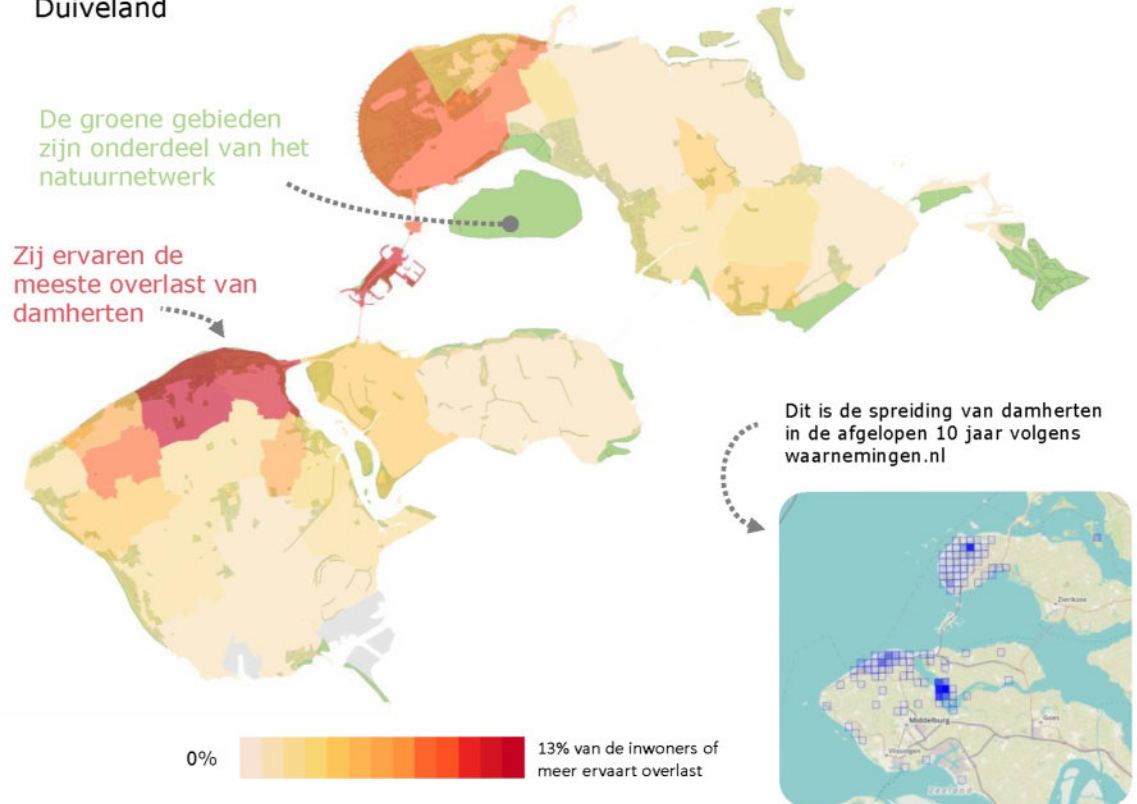 Duiveland
De groene gebieden
zijn onderdeel van het
natuurnetwerk
Zij ervaren de
meeste overlast van
damherten
Dit is de spreiding van damherten
in de afgelopen 10 jaar volgens
waarnemingen.nl
Zierikzee
Middelburg
Goes
Vlissingen
Zeeland
0%
13% van de inwoners of
meer ervaart overlast